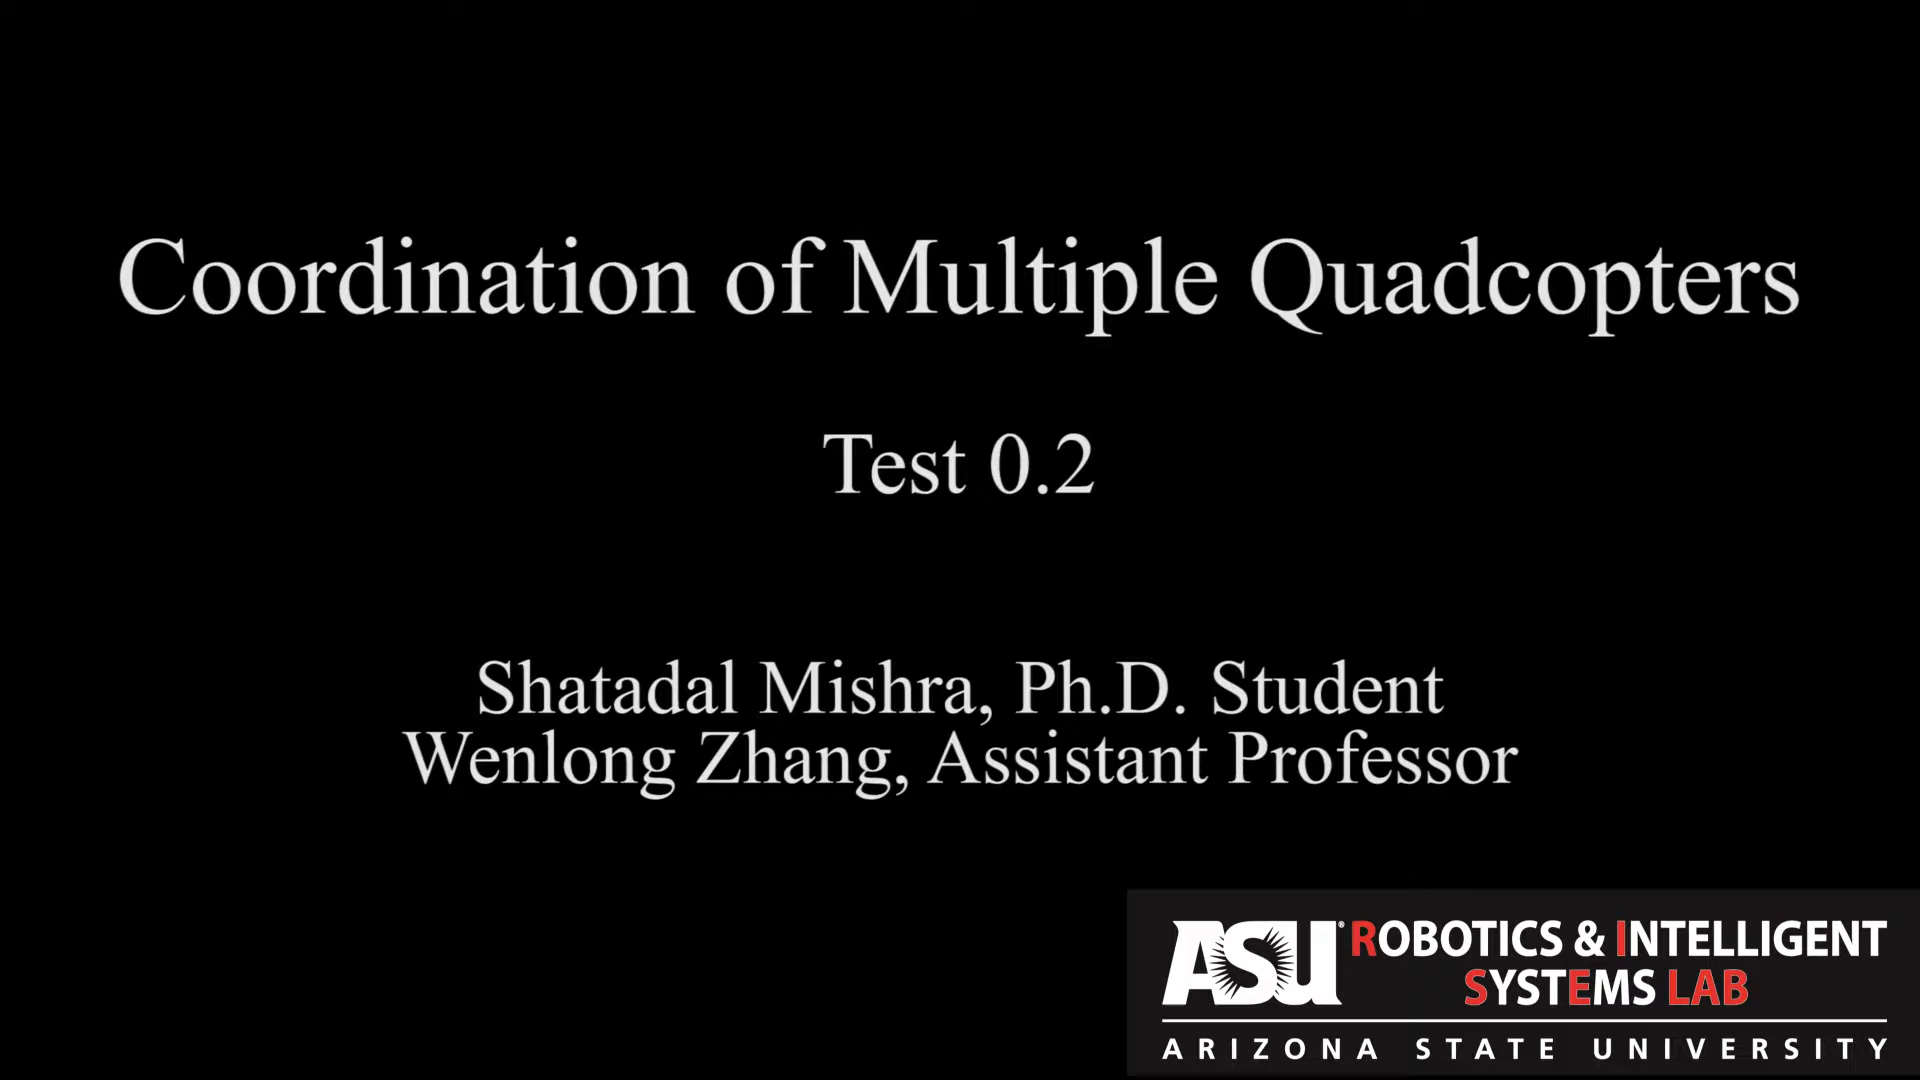 Coordination of Multiple Quadcopters
Test 0.2
Shatadal Mishra, Ph.D. Student
Wenlong Zhang, Assistant Professor
ASU® ROBOTICS & INTELLIGENT
SYSTEMS LAB
ARIZONA STATE UNIVERSITY